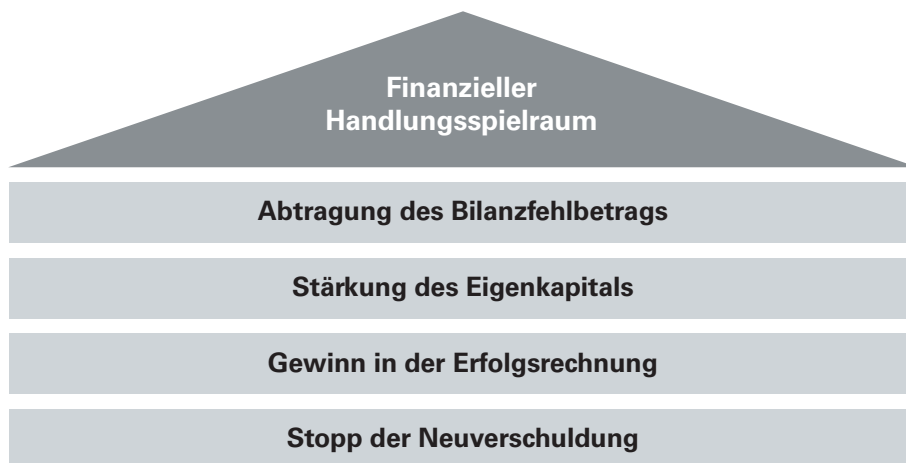 Finanzieller
Handlungsspielraum
Abtragung des Bilanzfehlbetrags
Stärkung des Eigenkapitals
Gewinn in der Erfolgsrechnung
Stopp der Neuverschuldung